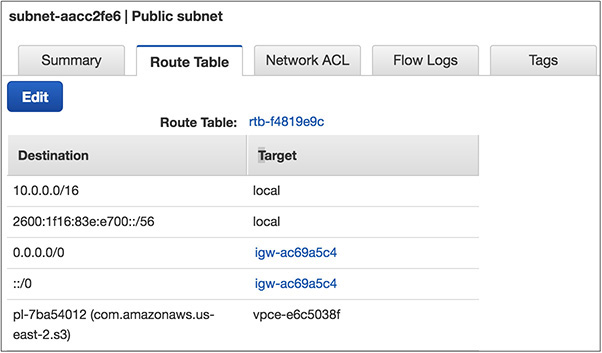 subnet-aacc2fe6 | Public subnet
Summary Route Table Network ACL Flow Logs Tags
Edit
Route Table: rtb-f4819e9c
Destination Target
10.0.0.0/16 local
2600:1f16:83e:e700::/56 local
0.0.0.0/0 igw-ac69a5c4
::/0 igw-ac69a5c4
pl-7ba54012 (com.amazonaws.us- vpce-e6c5038f
east-2.s3)